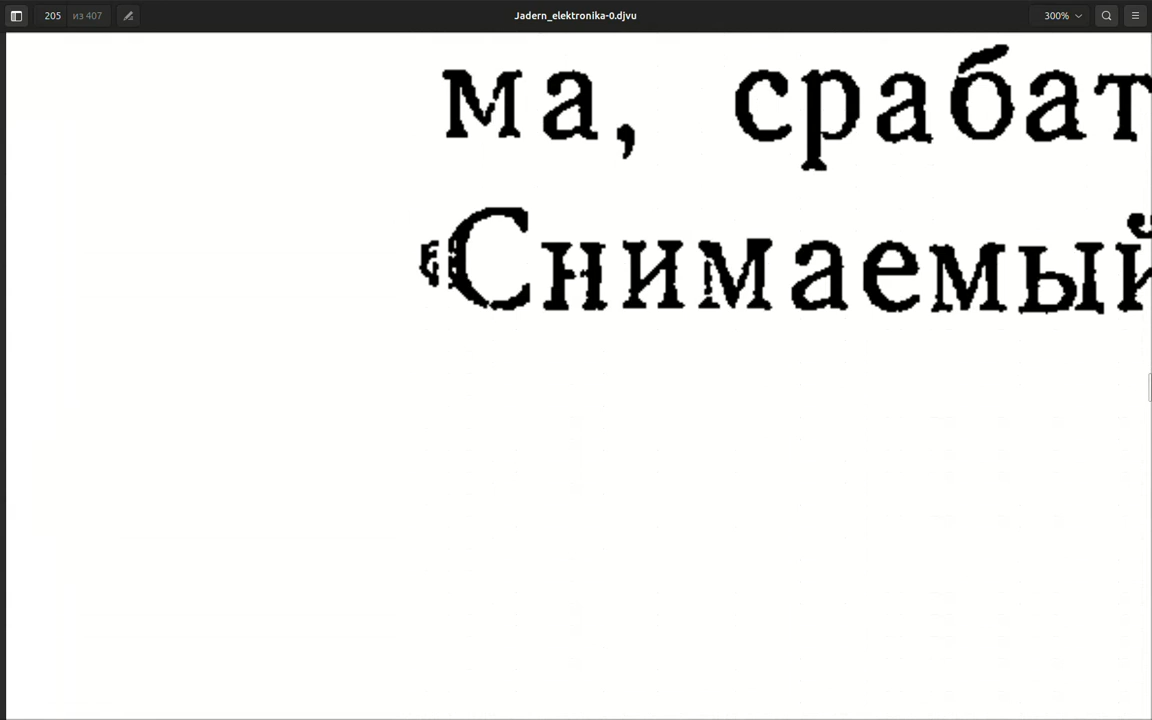 205 из 407 Jadern_elektronika-0.djvu 300%
ма, срабат
«Снимаемый